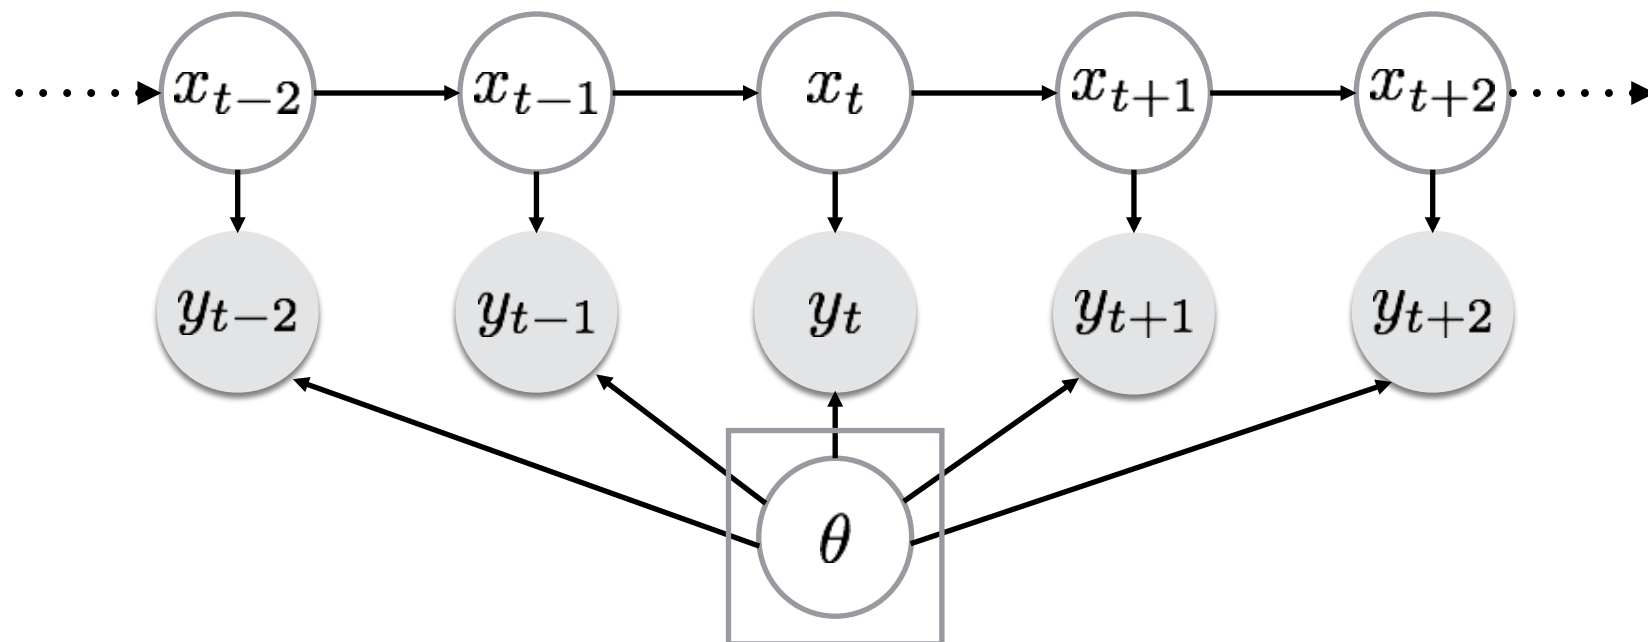 x_{t-2} x_{t-1} x_t x_{t+1} x_{t+2}
y_{t-2} y_{t-1} y_t y_{t+1} y_{t+2}
θ